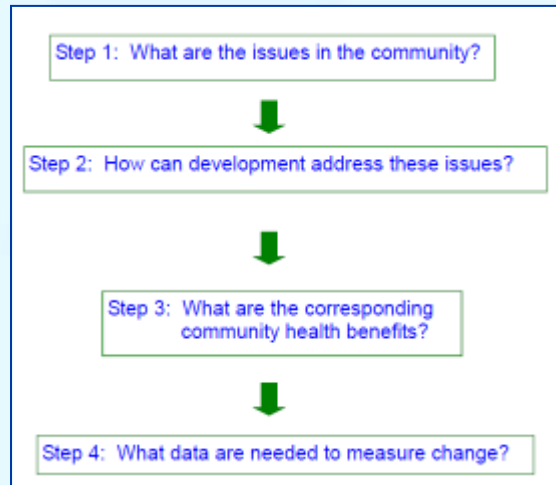 Step 1: What are the issues in the community?
Step 2: How can development address these issues?
Step 3: What are the corresponding
community health benefits?
Step 4: What data are needed to measure change?